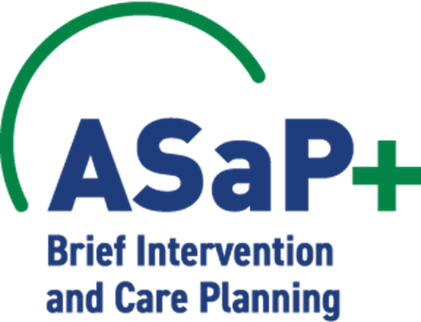 ASaP+
Brief Intervention
and Care Planning